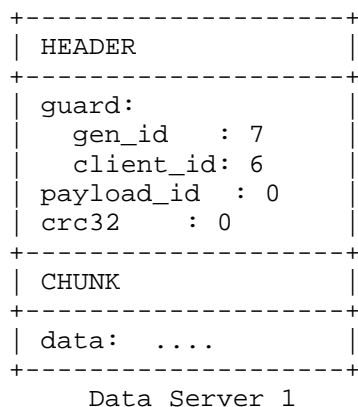 +---------------------+
| HEADER              |
+---------------------+
| guard:              |
|   gen_id   : 7      |
|   client_id: 6      |
| payload_id  : 0     |
| crc32     : 0       |
+---------------------+
| CHUNK               |
+---------------------+
| data:  ....         |
+---------------------+
     Data Server 1